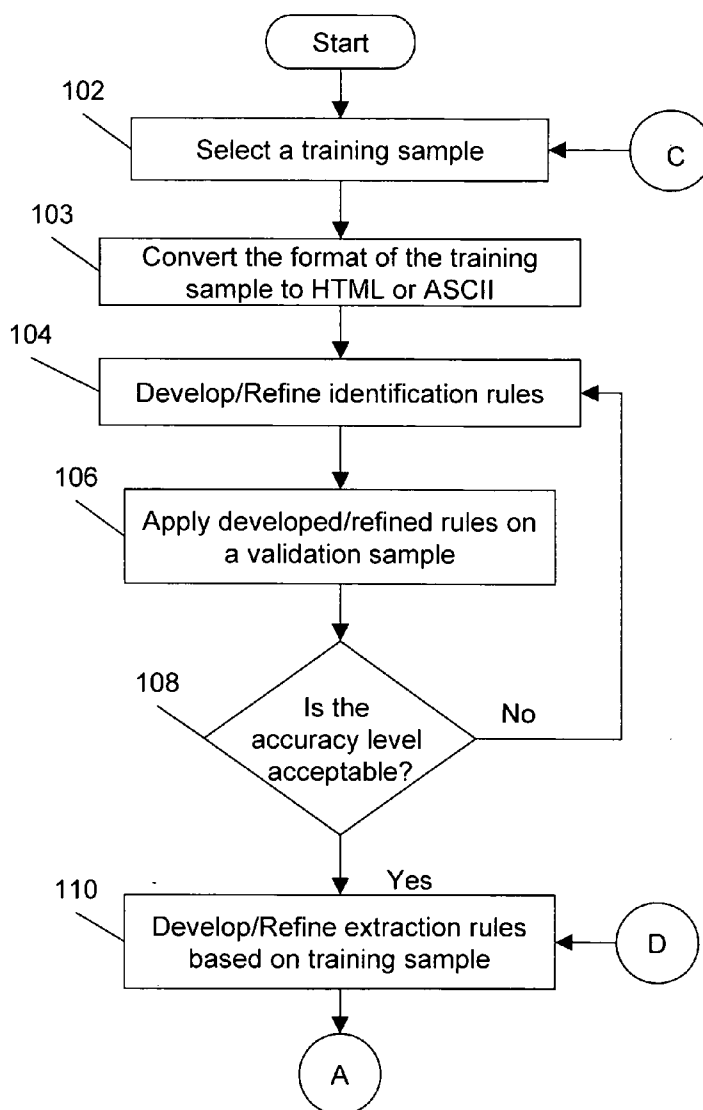 Start
102
Select a training sample
C
103
Convert the format of the training
sample to HTML or ASCII
104
Develop/Refine identification rules
106
Apply developed/refined rules on
a validation sample
108
Is the
accuracy level
acceptable?
No
Yes
110
Develop/Refine extraction rules
based on training sample
D
A